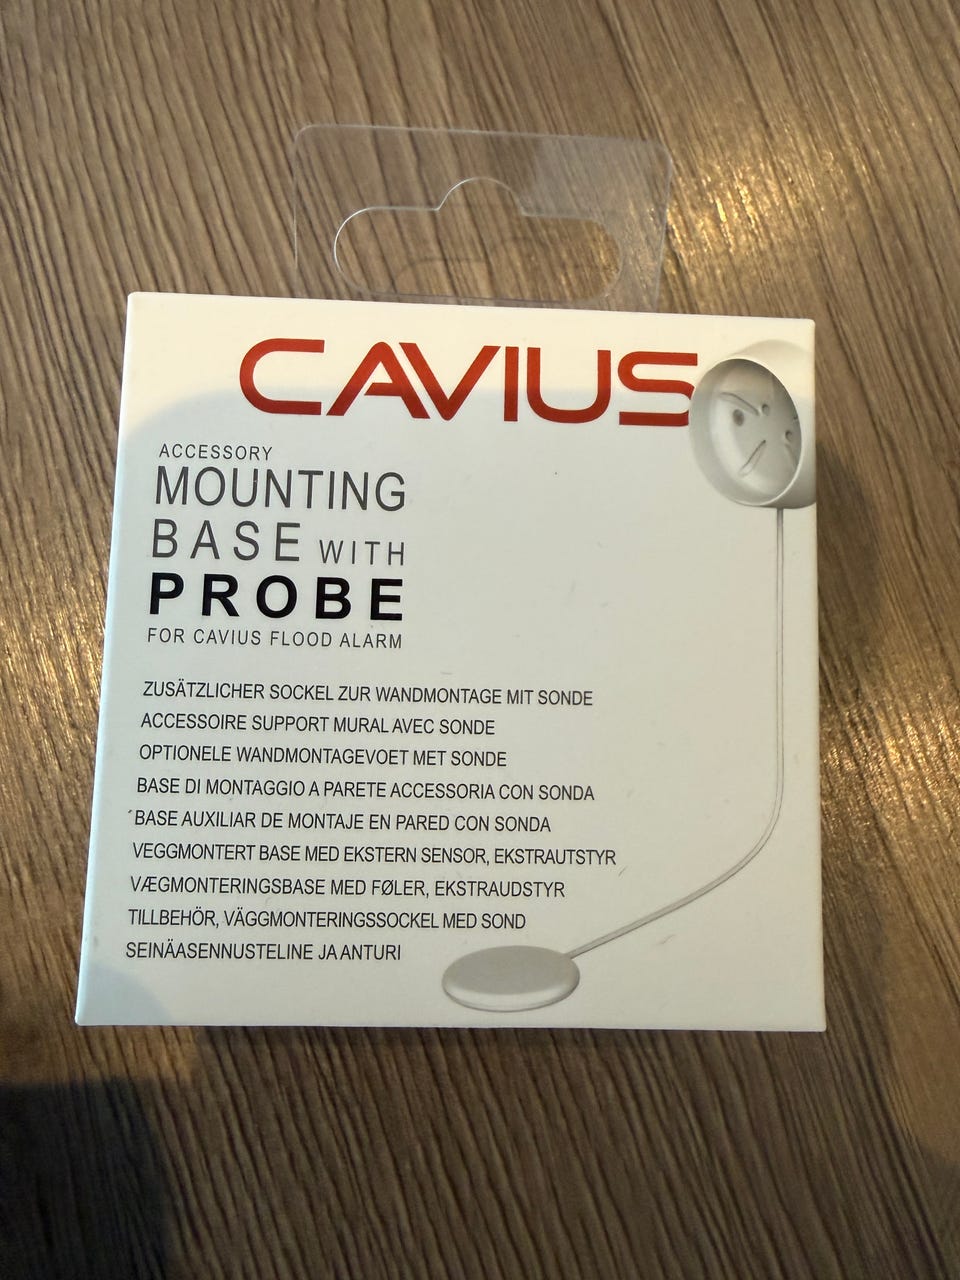 CAVIUS
ACCESSORY
MOUNTING
BASE WITH
PROBE
FOR CAVIUS FLOOD ALARM
ZUSÄTZLICHER SOCKEL ZUR WANDMONTAGE MIT SONDE
ACCESSOIRE SUPPORT MURAL AVEC SONDE
OPTIONELE WANDMONTAGEVOET MET SONDE
BASE DI MONTAGGIO A PARETE ACCESSORIA CON SONDA
BASE AUXILIAR DE MONTAJE EN PARED CON SONDA
VEGGMONTERT BASE MED EKSTERN SENSOR, EKSTRAUTSTYR
VÆGMONTERINGSBASE MED FØLER, EKSTRAUDSTYR
TILLBEHÖR, VÄGGMONTERINGSSOCKEL MED SOND
SEINÄASENNUSTELINE JA ANTURI